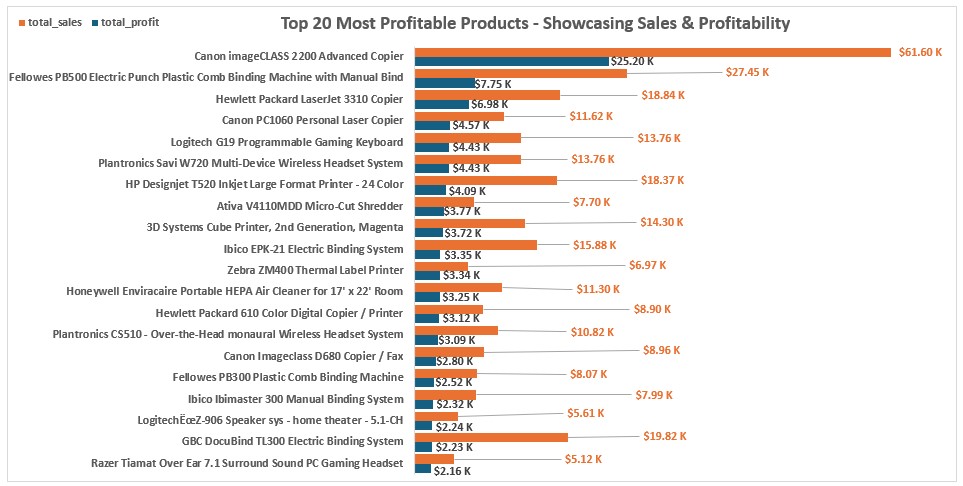 total_sales total_profit
Top 20 Most Profitable Products - Showcasing Sales & Profitability
Canon imageCLASS 2200 Advanced Copier $61.60 K
$25.20 K
Fellowes PB500 Electric Punch Plastic Comb Binding Machine with Manual Bind $27.45 K
$7.75 K
Hewlett Packard LaserJet 3310 Copier $18.84 K
$6.98 K
Canon PC1060 Personal Laser Copier $11.62 K
$4.57 K
Logitech G19 Programmable Gaming Keyboard $13.76 K
$4.43 K
Plantronics Savi W720 Multi-Device Wireless Headset System $13.76 K
$4.43 K
HP Designjet T520 Inkjet Large Format Printer - 24 Color $18.37 K
$4.09 K
Ativa V4110MDD Micro-Cut Shredder $7.70 K
$3.77 K
3D Systems Cube Printer, 2nd Generation, Magenta $14.30 K
$3.72 K
Ibico EPK-21 Electric Binding System $15.88 K
$3.35 K
Zebra ZM400 Thermal Label Printer $6.97 K
$3.34 K
Honeywell Enviracaire Portable HEPA Air Cleaner for 17' x 22' Room $11.30 K
$3.25 K
Hewlett Packard 610 Color Digital Copier / Printer $8.90 K
$3.12 K
Plantronics CS510 - Over-the-Head monaural Wireless Headset System $10.82 K
$3.09 K
Canon Imageclass D680 Copier / Fax $8.96 K
$2.80 K
Fellowes PB300 Plastic Comb Binding Machine $8.07 K
$2.52 K
Ibico Ibimaster 300 Manual Binding System $7.99 K
$2.32 K
LogitechËœZ-906 Speaker sys - home theater - 5.1-CH $5.61 K
$2.24 K
GBC DocuBind TL300 Electric Binding System $19.82 K
$2.23 K
Razer Tiamat Over Ear 7.1 Surround Sound PC Gaming Headset $5.12 K
$2.16 K